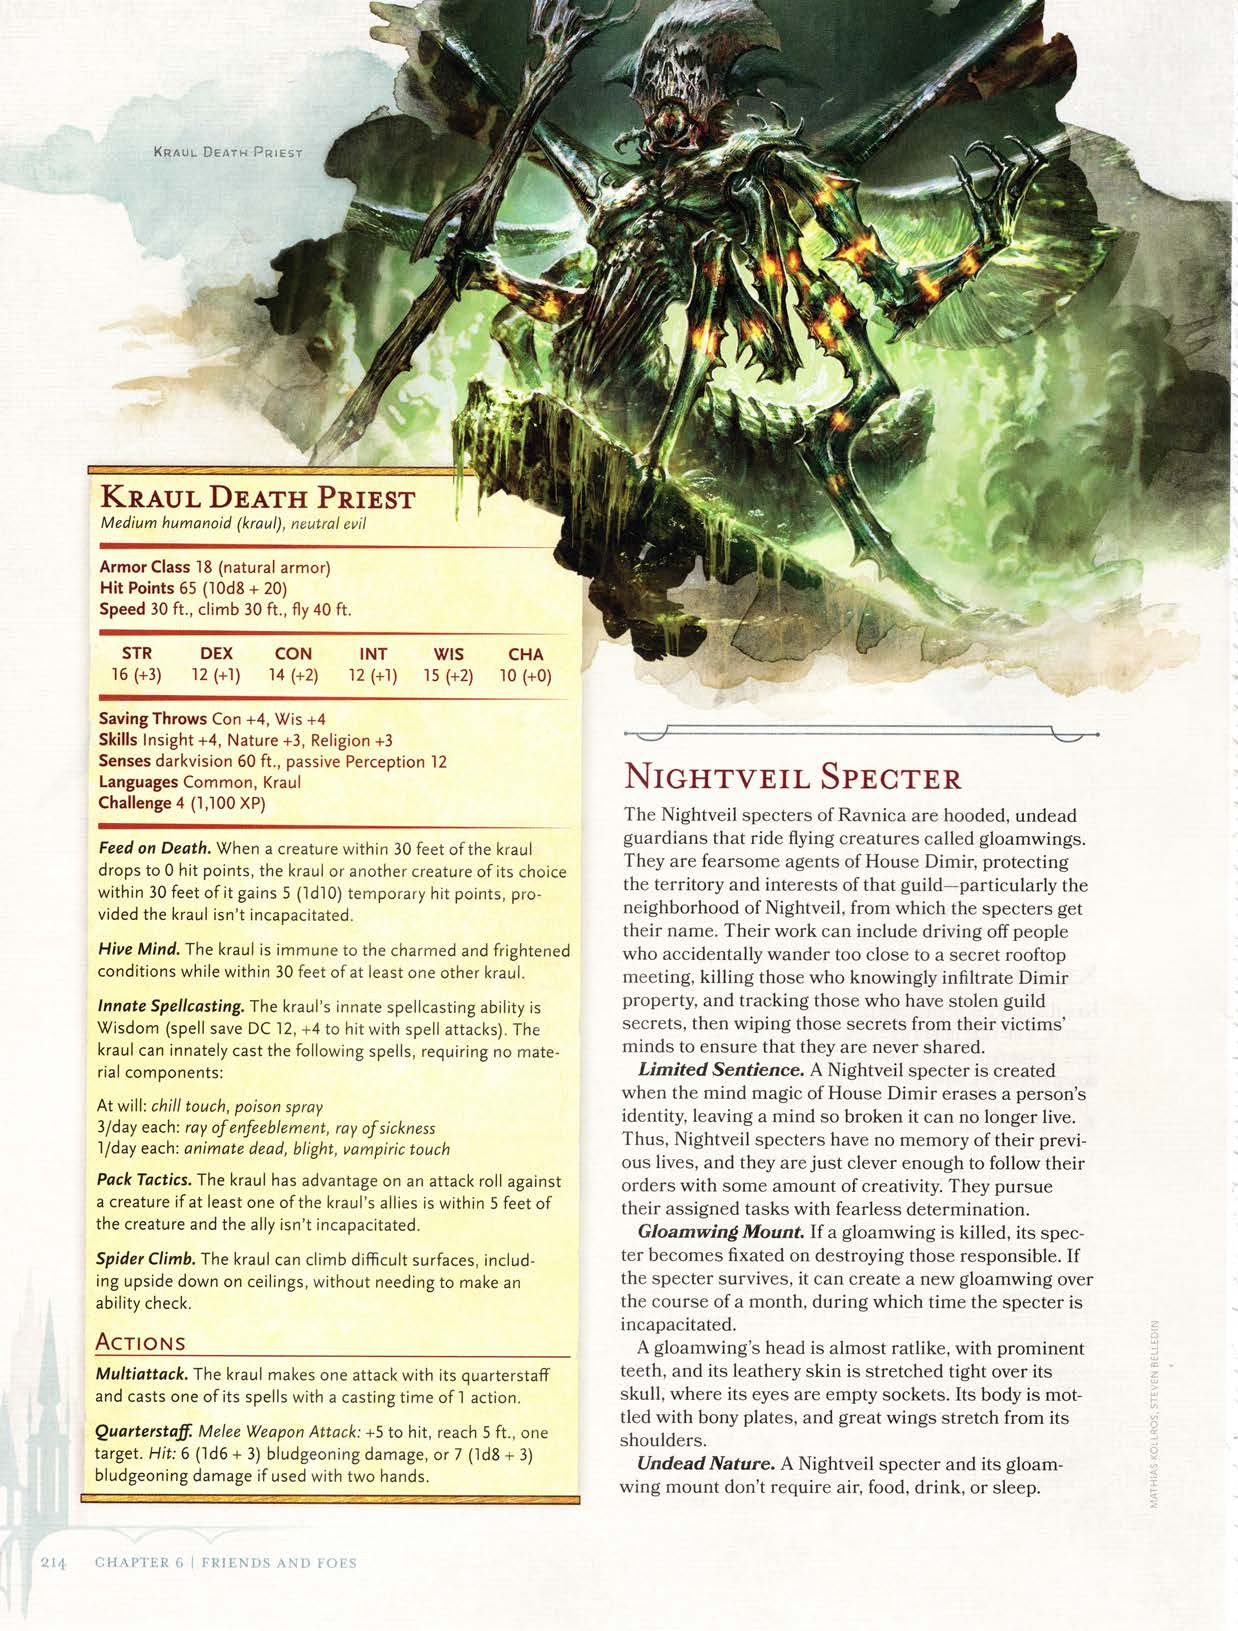 Kraul Death Priest
Kraul Death Priest
Medium humanoid (kraul), neutral evil
Armor Class 18 (natural armor)
Hit Points 65 (10d8 + 20)
Speed 30 ft., climb 30 ft., fly 40 ft.
STR DEX CON INT WIS CHA
16 (+3) 12 (+1) 14 (+2) 12 (+1) 15 (+2) 10 (+0)
Saving Throws Con +4, Wis +4
Skills Insight +4, Nature +3, Religion +3
Senses darkvision 60 ft., passive Perception 12
Languages Common, Kraul
Challenge 4 (1,100 XP)
Feed on Death. When a creature within 30 feet of the kraul
drops to 0 hit points, the kraul or another creature of its choice
within 30 feet of it gains 5 (1d10) temporary hit points, pro-
vided the kraul isn't incapacitated.
Hive Mind. The kraul is immune to the charmed and frightened
conditions while within 30 feet of at least one other kraul.
Innate Spellcasting. The kraul's innate spellcasting ability is
Wisdom (spell save DC 12, +4 to hit with spell attacks). The
kraul can innately cast the following spells, requiring no mate-
rial components:
At will: chill touch, poison spray
3/day each: ray of enfeeblement, ray of sickness
1/day each: animate dead, blight, vampiric touch
Pack Tactics. The kraul has advantage on an attack roll against
a creature if at least one of the kraul's allies is within 5 feet of
the creature and the ally isn't incapacitated.
Spider Climb. The kraul can climb difficult surfaces, includ-
ing upside down on ceilings, without needing to make an
ability check.
Actions
Multiattack. The kraul makes one attack with its quarterstaff
and casts one of its spells with a casting time of 1 action.
Quarterstaff. Melee Weapon Attack: +5 to hit, reach 5 ft., one
target. Hit: 6 (1d6 + 3) bludgeoning damage, or 7 (1d8 + 3)
bludgeoning damage if used with two hands.
Nightveil Specter
The Nightveil specters of Ravnica are hooded, undead
guardians that ride flying creatures called gloamwings.
They are fearsome agents of House Dimir, protecting
the territory and interests of that guild—particularly the
neighborhood of Nightveil, from which the specters get
their name. Their work can include driving off people
who accidentally wander too close to a secret rooftop
meeting, killing those who knowingly infiltrate Dimir
property, and tracking those who have stolen guild
secrets, then wiping those secrets from their victims'
minds to ensure that they are never shared.
Limited Sentience. A Nightveil specter is created
when the mind magic of House Dimir erases a person's
identity, leaving a mind so broken it can no longer live.
Thus, Nightveil specters have no memory of their previ-
ous lives, and they are just clever enough to follow their
orders with some amount of creativity. They pursue
their assigned tasks with fearless determination.
Gloamwing Mount. If a gloamwing is killed, its spec-
ter becomes fixated on destroying those responsible. If
the specter survives, it can create a new gloamwing over
the course of a month, during which time the specter is
incapacitated.
A gloamwing's head is almost ratlike, with prominent
teeth, and its leathery skin is stretched tight over its
skull, where its eyes are empty sockets. Its body is mot-
tled with bony plates, and great wings stretch from its
shoulders.
Undead Nature. A Nightveil specter and its gloam-
wing mount don't require air, food, drink, or sleep.
MATHIAS KOLLROS, STEVEN BELLEDIN
214 CHAPTER 6 | FRIENDS AND FOES